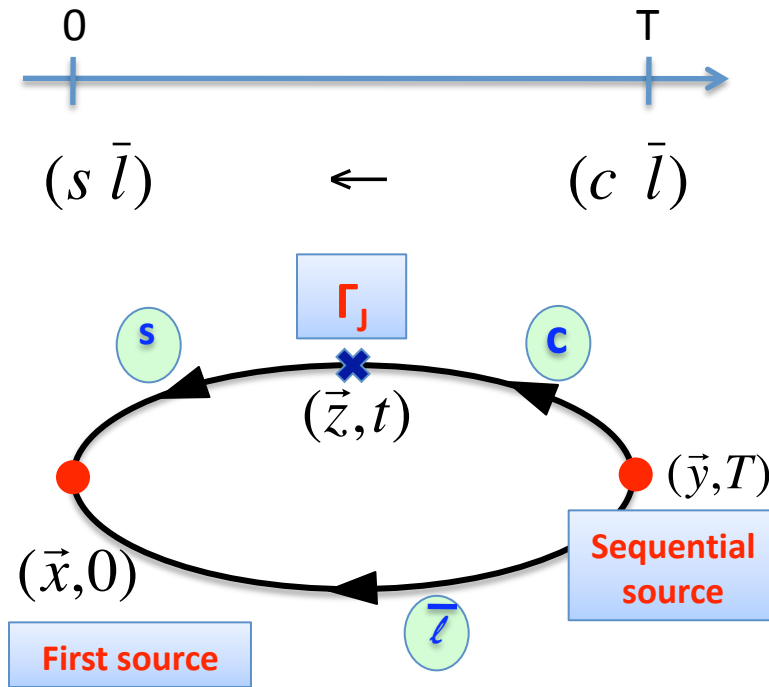 0 T
(s l̄) ← (c l̄)
Γ_J
s c
(z⃗,t)
(y⃗,T)
(x⃗,0)
Sequential
source
ℓ̄
First source